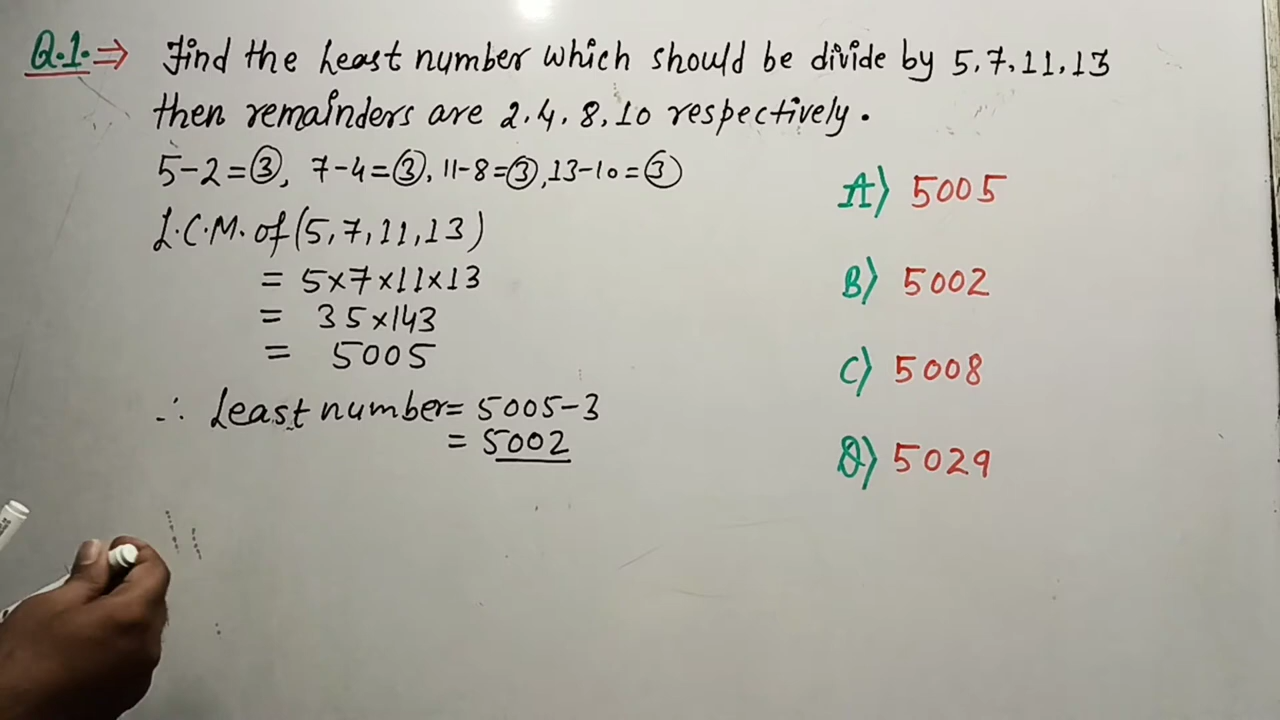 Q.1. ⇒ Find the Least number which should be divide by 5, 7, 11, 13
then remainders are 2, 4, 8, 10 respectively.
5-2=3, 7-4=3, 11-8=3, 13-10=3
L.C.M. of (5, 7, 11, 13)
= 5×7×11×13
= 35×143
= 5005
∴ Least number = 5005-3
= 5002
A) 5005
B) 5002
C) 5008
D) 5029